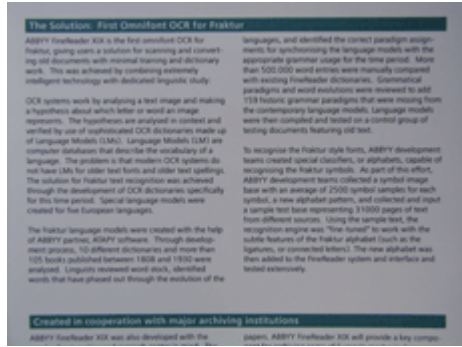 The Solution: First Omnifont OCR for Fraktur
ABBYY FineReader XIX is the first omnifont OCR for
Fraktur, giving users a solution for scanning and convert-
ing old documents with minimal training and dictionary
work. This was achieved by combining extremely
intelligent technology with dedicated linguistic study:
OCR systems work by analysing a text image and making
a hypothesis about which letter or word an image
represents. The hypotheses are analysed in context and
verified by use of sophisticated OCR dictionaries made up
of Language Models (LMs). Language Models (LM) are
computer databases that describe the vocabulary of a
language. The problem is that modern OCR systems do
not have LMs for older text fonts and older text spellings.
The solution for Fraktur text recognition was achieved
through the development of OCR dictionaries specifically
for this time period. Special language models were
created for five European languages.
The Fraktur language models were created with the help
of ABBYY partner, ATAPY software. Through develop-
ment process, 10 different dictionaries and more than
105 books published between 1808 and 1930 were
analysed. Linguists reviewed word stock, identified
words that have phased out through the evolution of the
languages, and identified the correct paradigm assign-
ments for synchronising the language models with the
appropriate grammar usage for the time period. More
than 500.000 word entries were manually compared
with existing FineReader dictionaries. Grammatical
paradigms and word evolutions were reviewed to add
159 historic grammar paradigms that were missing from
the contemporary language models. Language models
were then compiled and tested on a control group of
testing documents featuring old text.
To recognise the Fraktur style fonts, ABBYY development
teams created special classifiers, or alphabets, capable of
recognising the fraktur symbols. As part of this effort,
ABBYY development teams collected a symbol image
base with an average of 2500 symbol samples for each
symbol, a new alphabet pattern, and collected and input
a sample text base representing 31000 pages of text
from different sources. Using the sample text, the
recognition engine was "fine-tuned" to work with the
subtle features of the Fraktur alphabet (such as the
ligatures, or connected letters). The new alphabet was
then added to the FineReader system and interface and
tested extensively.
Created in cooperation with major archiving institutions
ABBYY FineReader XIX was also developed with the
papers, ABBYY FineReader XIX will provide a key compo-